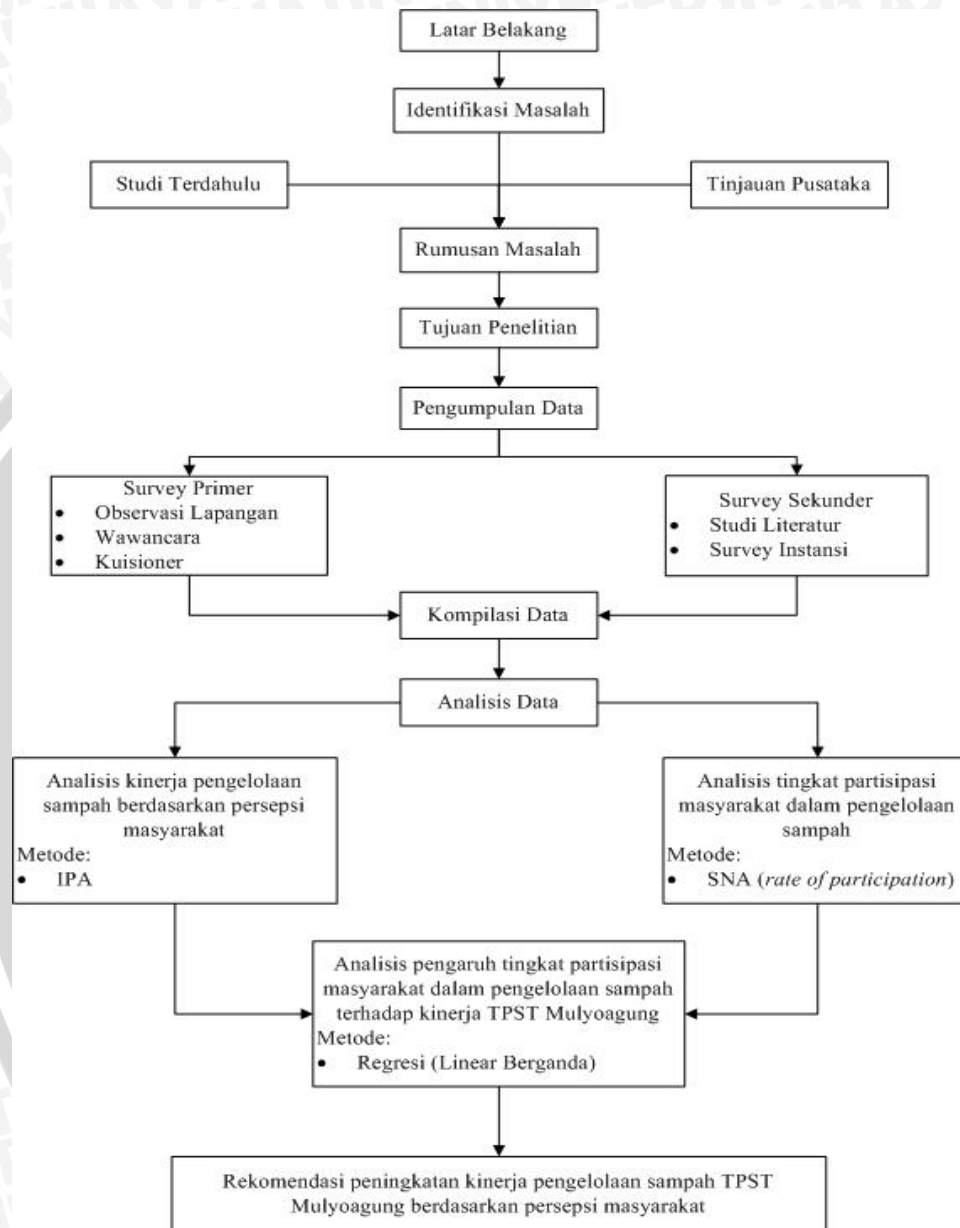 Latar Belakang
Identifikasi Masalah
Studi Terdahulu
Tinjauan Pusataka
Rumusan Masalah
Tujuan Penelitian
Pengumpulan Data
Survey Primer
• Observasi Lapangan
• Wawancara
• Kuisioner
Survey Sekunder
• Studi Literatur
• Survey Instansi
Kompilasi Data
Analisis Data
Analisis kinerja pengelolaan
sampah berdasarkan persepsi
masyarakat
Metode:
• IPA
Analisis tingkat partisipasi
masyarakat dalam pengelolaan
sampah
Metode:
• SNA (rate of participation)
Analisis pengaruh tingkat partisipasi
masyarakat dalam pengelolaan sampah
terhadap kinerja TPST Mulyoagung
Metode:
• Regresi (Linear Berganda)
Rekomendasi peningkatan kinerja pengelolaan sampah TPST
Mulyoagung berdasarkan persepsi masyarakat